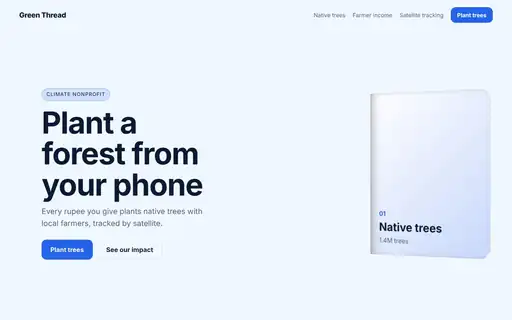 Green Thread
Native trees
Farmer income
Satellite tracking
Plant trees
CLIMATE NONPROFIT
Plant a
forest from
your phone
Every rupee you give plants native trees with
local farmers, tracked by satellite.
Plant trees
See our impact
01
Native trees
1.4M trees